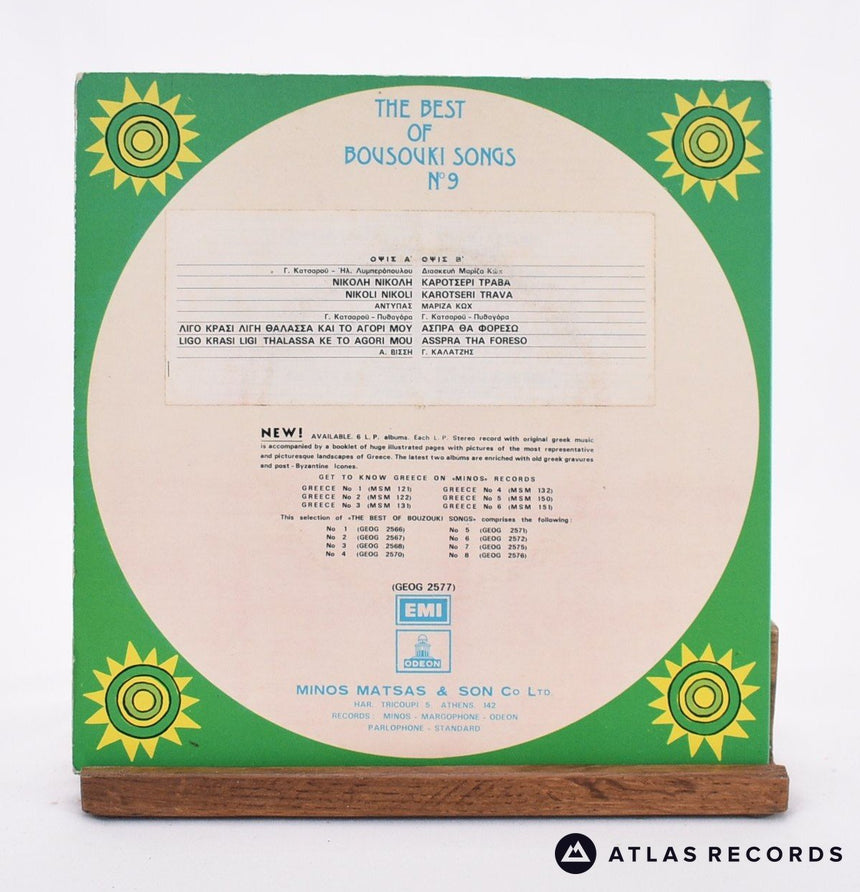 THE BEST
OF
BOUSOUKI SONGS
Nº 9
ΟΨΙΣ Α'
Γ. Κατσαρού - Ήλ. Λυμπερόπουλου
ΝΙΚΟΛΗ ΝΙΚΟΛΗ
NIKOLI NIKOLI
ΑΝΤΥΠΑΣ
Γ. Κατσαρού - Πυθαγόρα
ΛΙΓΟ ΚΡΑΣΙ ΛΙΓΗ ΘΑΛΑΣΣΑ ΚΑΙ ΤΟ ΑΓΟΡΙ ΜΟΥ
LIGO KRASI LIGI THALASSA KE TO AGORI MOU
Α. ΒΙΣΣΗ
ΟΨΙΣ Β'
Διασκευή Μαρίζα Κωχ
ΚΑΡΟΤΣΕΡΙ ΤΡΑΒΑ
KAROTSERI TRAVA
ΜΑΡΙΖΑ ΚΩΧ
Γ. Κατσαρού - Πυθαγόρα
ΑΣΠΡΑ ΘΑ ΦΟΡΕΣΩ
ASSPRA THA FORESO
Γ. ΚΑΛΑΤΖΗΣ
NEW! AVAILABLE. 6 L.P. albums. Each L.P. Stereo record with original greek music
is accompanied by a booklet of huge illustrated pages with pictures of the most representative
and picturesque landscapes of Greece. The latest two albums are enriched with old greek gravures
and post - Byzantine Icones.
GET TO KNOW GREECE ON «MINOS» RECORDS
GREECE No 1 (MSM 121)
GREECE No 2 (MSM 122)
GREECE No 3 (MSM 131)
GREECE No 4 (MSM 132)
GREECE No 5 (MSM 150)
GREECE No 6 (MSM 151)
This selection of «THE BEST OF BOUZOUKI SONGS» comprises the following:
No 1 (GEOG 2566)
No 2 (GEOG 2567)
No 3 (GEOG 2568)
No 4 (GEOG 2570)
No 5 (GEOG 2571)
No 6 (GEOG 2572)
No 7 (GEOG 2575)
No 8 (GEOG 2576)
(GEOG 2577)
EMI
ODEON
MINOS MATSAS & SON Co LTD.
HAR. TRICOUPI 5, ATHENS. 142
RECORDS: MINOS - MARGOPHONE - ODEON
PARLOPHONE - STANDARD
ATLAS RECORDS